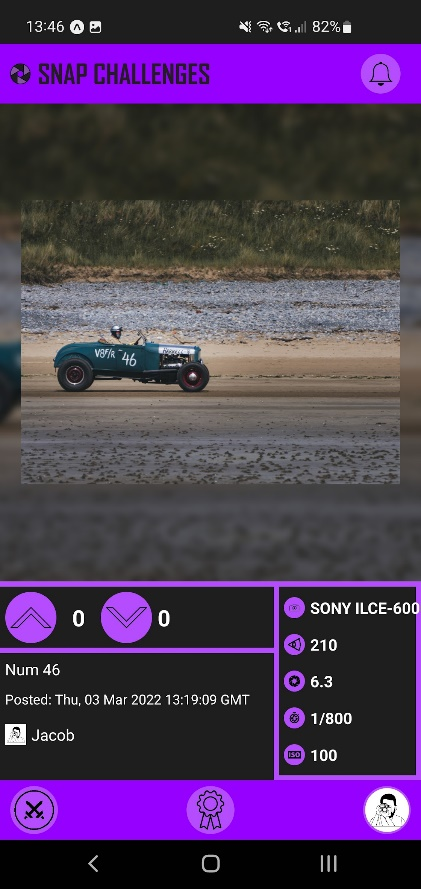 13:46
82%
SNAP CHALLENGES
V8F/R 46
0
0
SONY ILCE-600
210
6.3
1/800
ISO
100
Num 46
Posted: Thu, 03 Mar 2022 13:19:09 GMT
Jacob